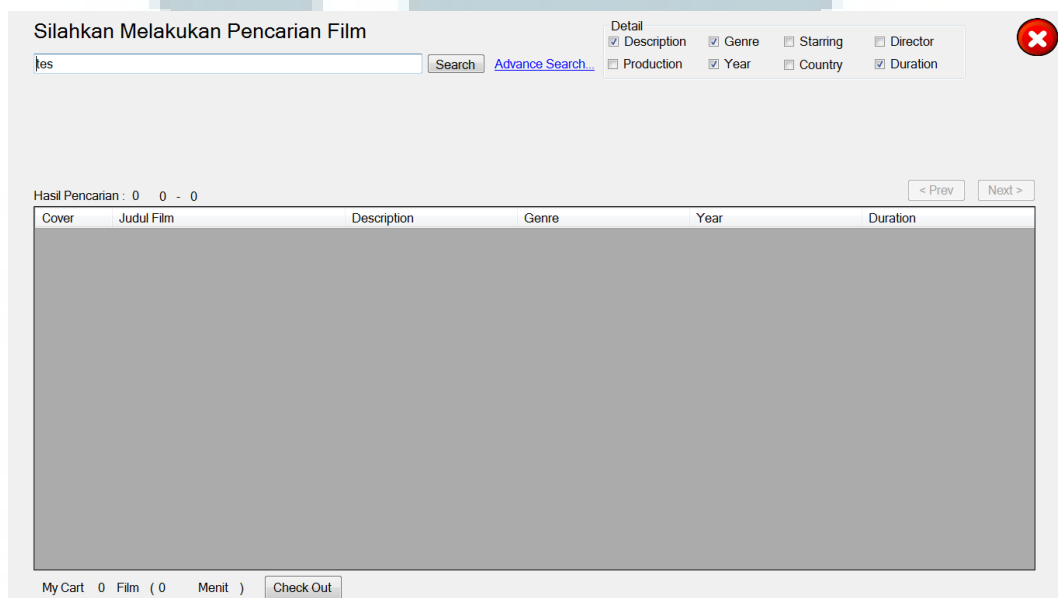 Silahkan Melakukan Pencarian Film
Detail
Description Genre Starring Director
tes Search Advance Search... Production Year Country Duration
Hasil Pencarian : 0 0 - 0 < Prev Next >
Cover Judul Film Description Genre Year Duration
My Cart 0 Film ( 0 Menit ) Check Out